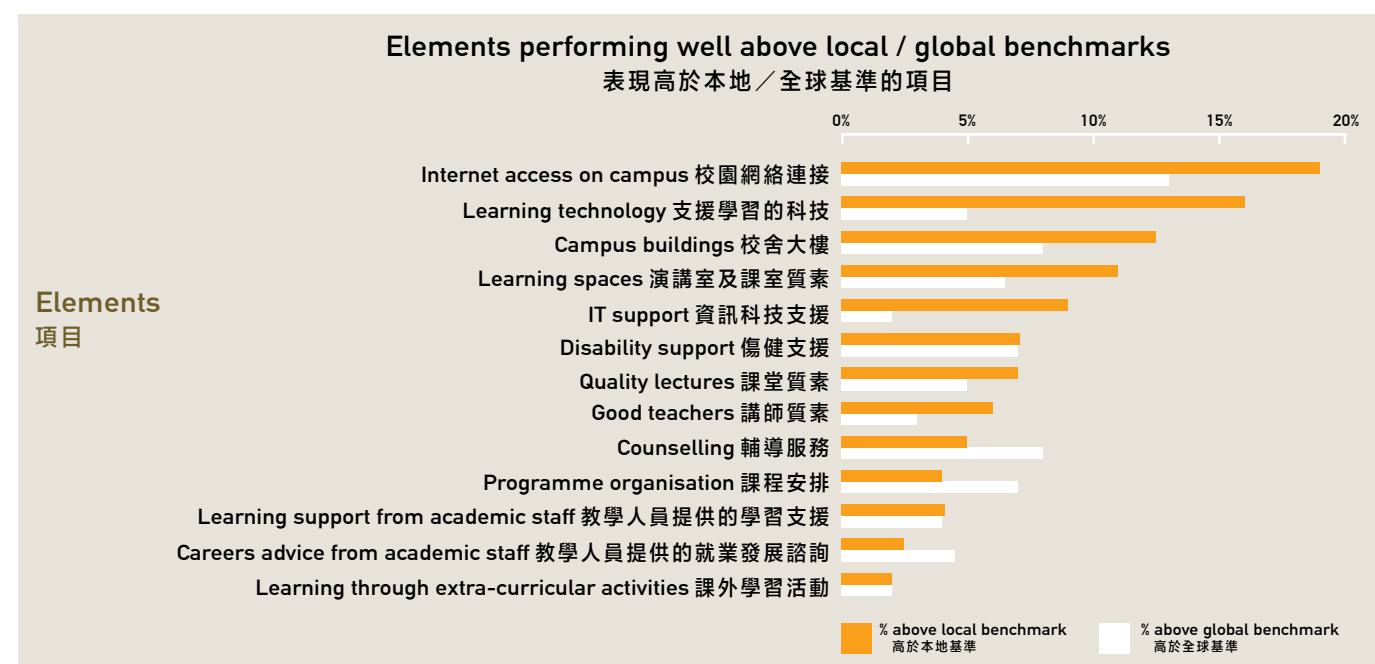 Elements performing well above local / global benchmarks
表現高於本地／全球基準的項目
0% 5% 10% 15% 20%
Elements
項目
Internet access on campus 校園網絡連接
Learning technology 支援學習的科技
Campus buildings 校舍大樓
Learning spaces 演講室及課室質素
IT support 資訊科技支援
Disability support 傷健支援
Quality lectures 課堂質素
Good teachers 講師質素
Counselling 輔導服務
Programme organisation 課程安排
Learning support from academic staff 教學人員提供的學習支援
Careers advice from academic staff 教學人員提供的就業發展諮詢
Learning through extra-curricular activities 課外學習活動
% above local benchmark
高於本地基準
% above global benchmark
高於全球基準